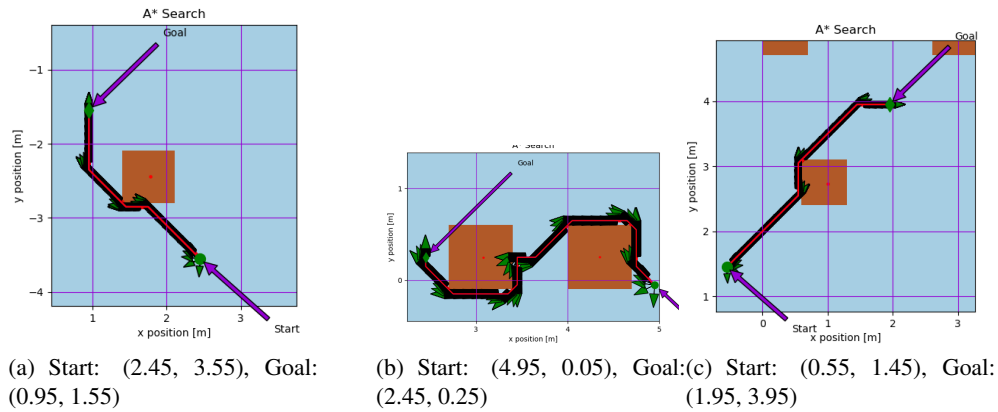 A* Search
Goal
−1
−2
−3
−4
y position [m]
1
2
3
x position [m]
Start
A* Search
Goal
1
0
y position [m]
3
4
5
x position [m]
A* Search
Goal
4
3
2
1
y position [m]
0
1
2
3
Start
x position [m]
(a) Start: (2.45, 3.55), Goal:
(0.95, 1.55)
(b) Start: (4.95, 0.05), Goal:
(2.45, 0.25)
(c) Start: (0.55, 1.45), Goal:
(1.95, 3.95)